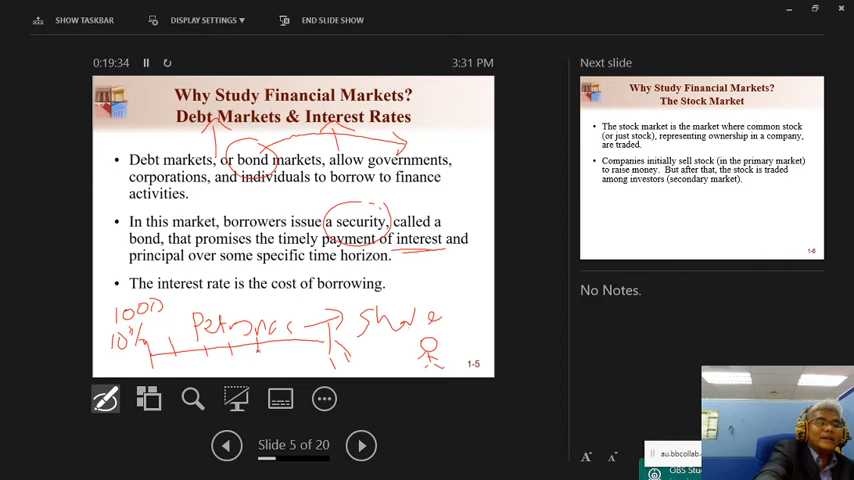 SHOW TASKBAR
DISPLAY SETTINGS
END SLIDE SHOW
0:19:34
3:31 PM
Why Study Financial Markets?
Debt Markets & Interest Rates
• Debt markets, or bond markets, allow governments,
corporations, and individuals to borrow to finance
activities.
• In this market, borrowers issue a security, called a
bond, that promises the timely payment of interest and
principal over some specific time horizon.
• The interest rate is the cost of borrowing.
1000
10%
Share
1-5
Slide 5 of 20
Next slide
Why Study Financial Markets?
The Stock Market
• The stock market is the market where common stock
(or just stock), representing ownership in a company,
are traded.
• Companies initially sell stock (in the primary market)
to raise money. But after that, the stock is traded
among investors (secondary market).
1-6
No Notes.
A A
au.bbcollab.
OBS Stu